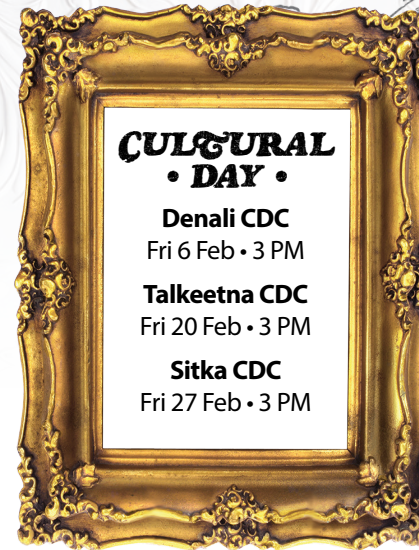 CULTURAL
• DAY •
Denali CDC
Fri 6 Feb • 3 PM
Talkeetna CDC
Fri 20 Feb • 3 PM
Sitka CDC
Fri 27 Feb • 3 PM